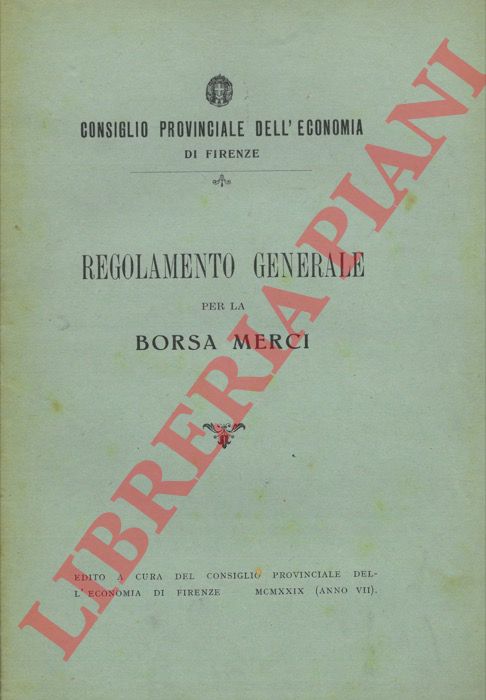 CONSIGLIO PROVINCIALE DELL'ECONOMIA
DI FIRENZE
REGOLAMENTO GENERALE
PER LA
BORSA MERCI
EDITO A CURA DEL CONSIGLIO PROVINCIALE DEL-
L'ECONOMIA DI FIRENZE MCMXXIX (ANNO VII).
LIBRERIA PIANI